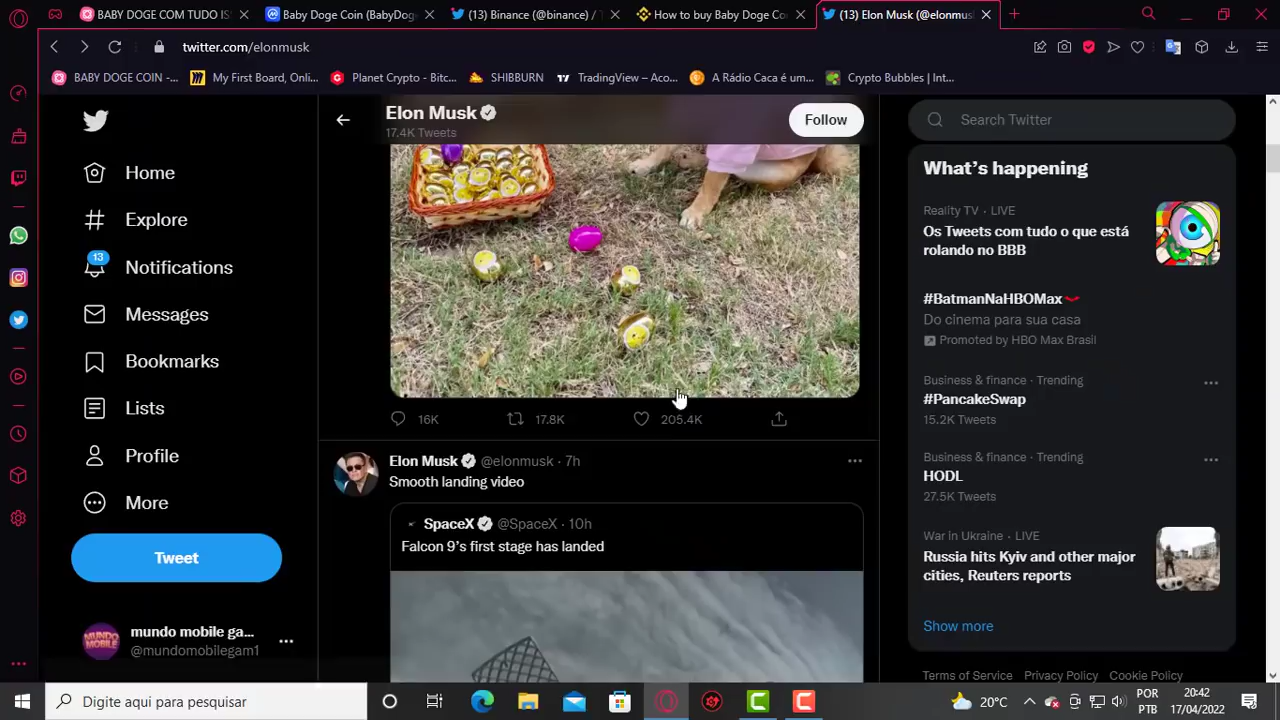 BABY DOGE COM TUDO IS
Baby Doge Coin (BabyDog
(13) Binance (@binance) / T
How to buy Baby Doge Co
(13) Elon Musk (@elonmus
twitter.com/elonmusk
BABY DOGE COIN -...
My First Board, Onli...
Planet Crypto - Bitc...
SHIBBURN
TradingView – Aco...
A Rádio Caca é um...
Crypto Bubbles | Int...
Elon Musk
17.4K Tweets
Follow
Search Twitter
Home
Explore
13
Notifications
Messages
Bookmarks
Lists
Profile
More
Tweet
mundo mobile ga...
@mundomobilegam1
16K
17.8K
205.4K
Elon Musk @elonmusk · 7h
Smooth landing video
SpaceX @SpaceX · 10h
Falcon 9's first stage has landed
What's happening
Reality TV · LIVE
Os Tweets com tudo o que está
rolando no BBB
#BatmanNaHBOMax
Do cinema para sua casa
Promoted by HBO Max Brasil
Business & finance · Trending
#PancakeSwap
15.2K Tweets
Business & finance · Trending
HODL
27.5K Tweets
War in Ukraine · LIVE
Russia hits Kyiv and other major
cities, Reuters reports
Show more
Terms of Service Privacy Policy Cookie Policy
Digite aqui para pesquisar
20°C
POR
PTB
20:42
17/04/2022